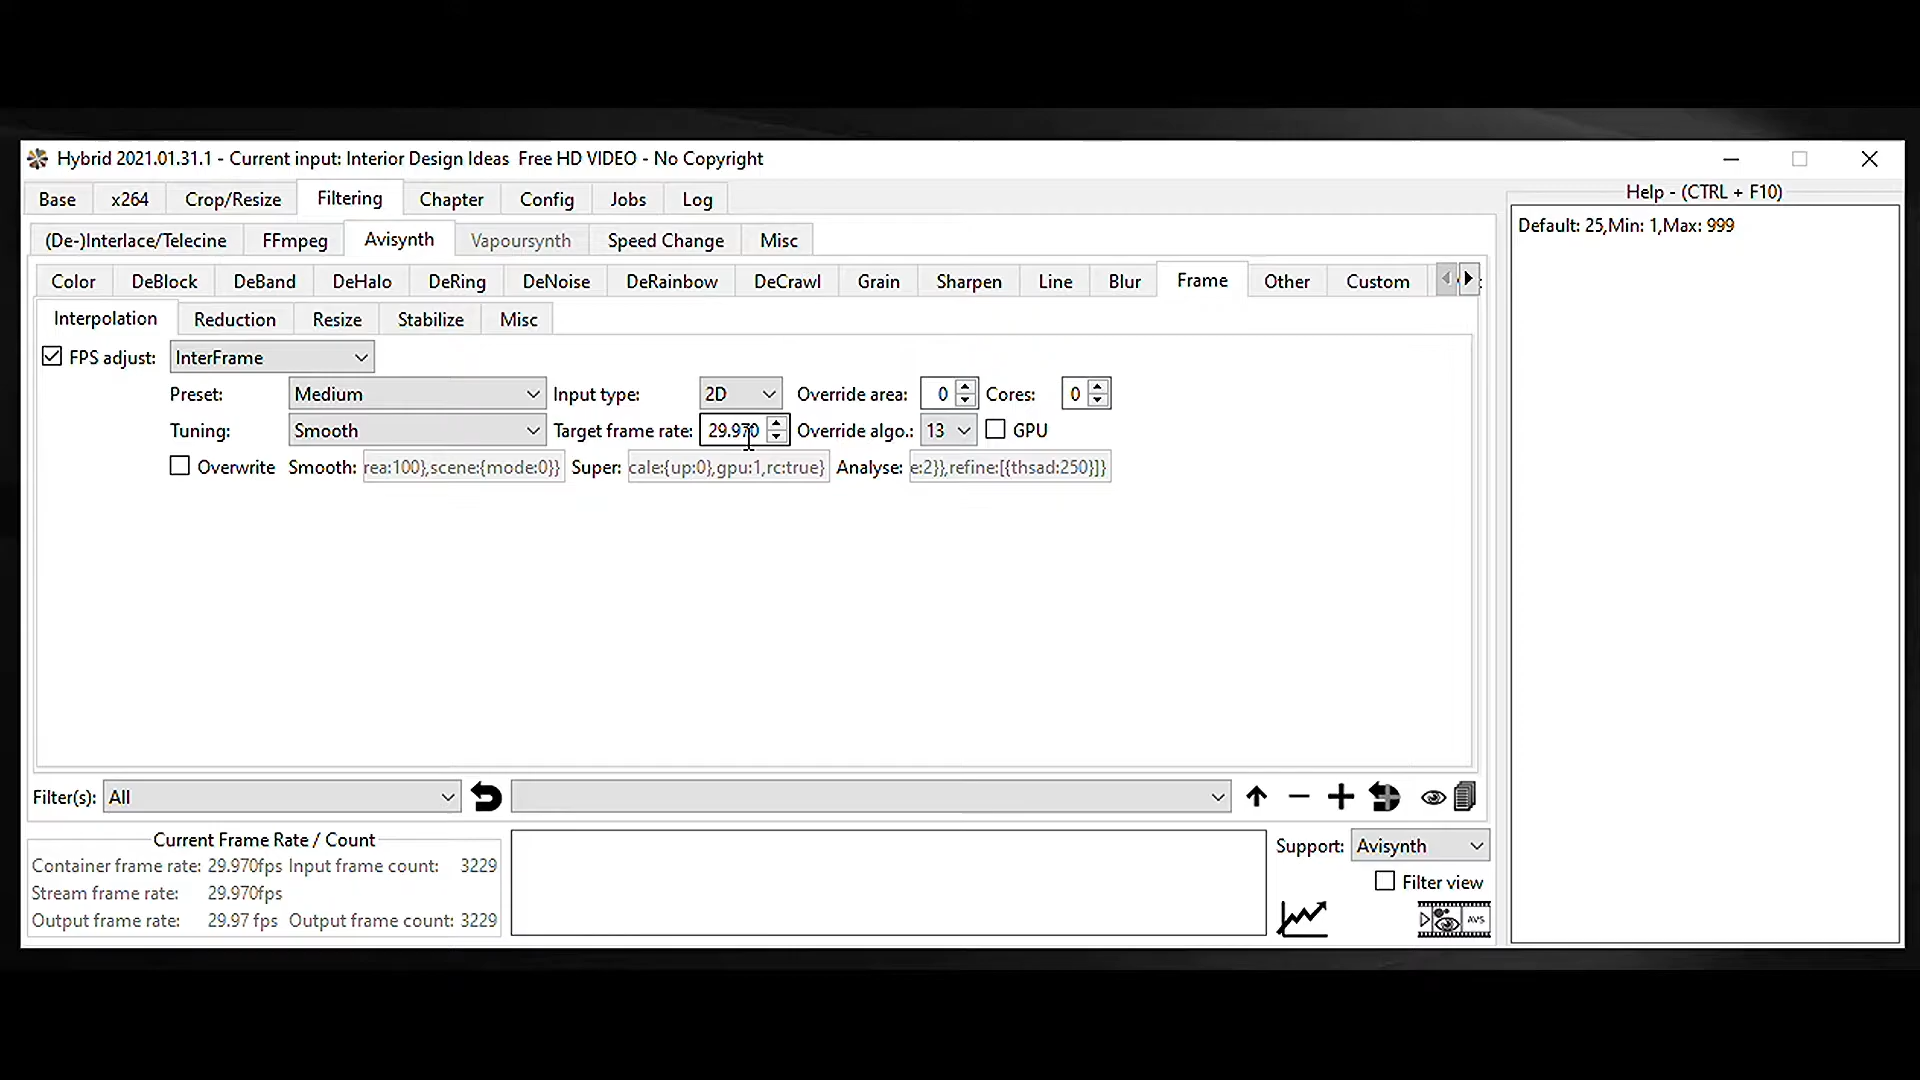 Hybrid 2021.01.31.1 - Current input: Interior Design Ideas  Free HD VIDEO - No Copyright
Base x264 Crop/Resize Filtering Chapter Config Jobs Log
Help - (CTRL + F10)
Default: 25,Min: 1,Max: 999
(De-)Interlace/Telecine FFmpeg Avisynth Vapoursynth Speed Change Misc
Color DeBlock DeBand DeHalo DeRing DeNoise DeRainbow DeCrawl Grain Sharpen Line Blur Frame Other Custom
Interpolation Reduction Resize Stabilize Misc
FPS adjust: InterFrame
Preset: Medium Input type: 2D Override area: 0 Cores: 0
Tuning: Smooth Target frame rate: 29.970 Override algo.: 13 GPU
Overwrite Smooth: rea:100},scene:{mode:0}} Super: cale:{up:0},gpu:1,rc:true} Analyse: e:2}},refine:[{thsad:250}]}
Filter(s): All
Current Frame Rate / Count
Container frame rate: 29.970fps Input frame count: 3229
Stream frame rate: 29.970fps
Output frame rate: 29.97 fps Output frame count: 3229
Support: Avisynth
Filter view
AVS